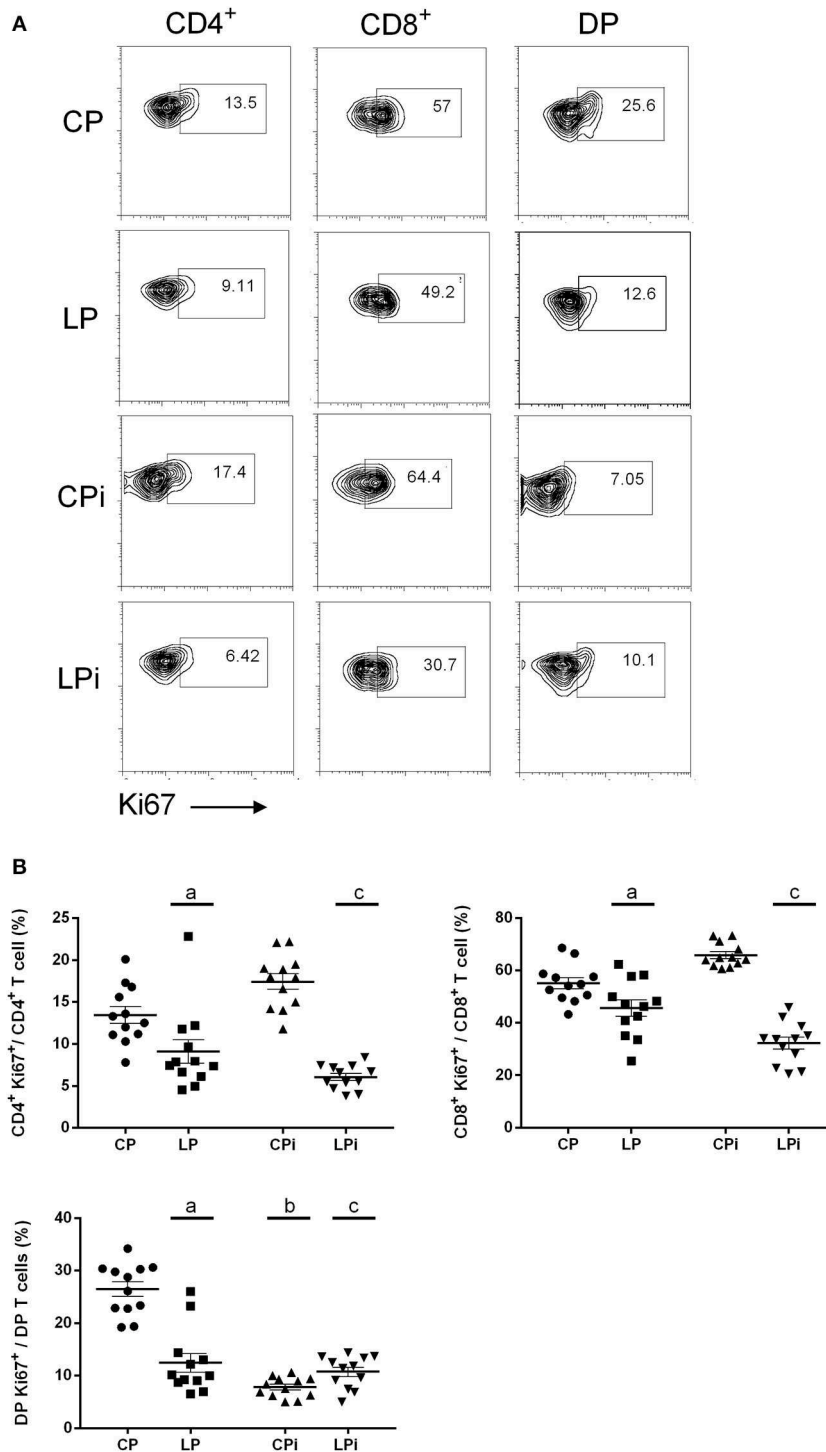 A
CD4+ CD8+ DP
CP 13.5 57 25.6
LP 9.11 49.2 12.6
CPi 17.4 64.4 7.05
LPi 6.42 30.7 10.1
Ki67
B
a c
CD4+ Ki67+/ CD4+ T cell (%)
25
20
15
10
5
0
CP LP CPi LPi
a c
CD8+ Ki67+ / CD8+ T cell (%)
80
60
40
20
0
CP LP CPi LPi
a b c
DP Ki67+ / DP T cells (%)
40
30
20
10
0
CP LP CPi LPi